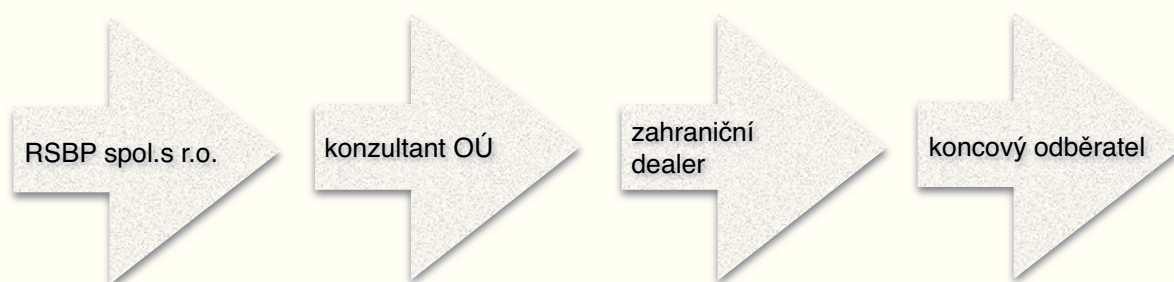 RSBP spol.s r.o.
konzultant OÚ
zahraniční
dealer
koncový odběratel